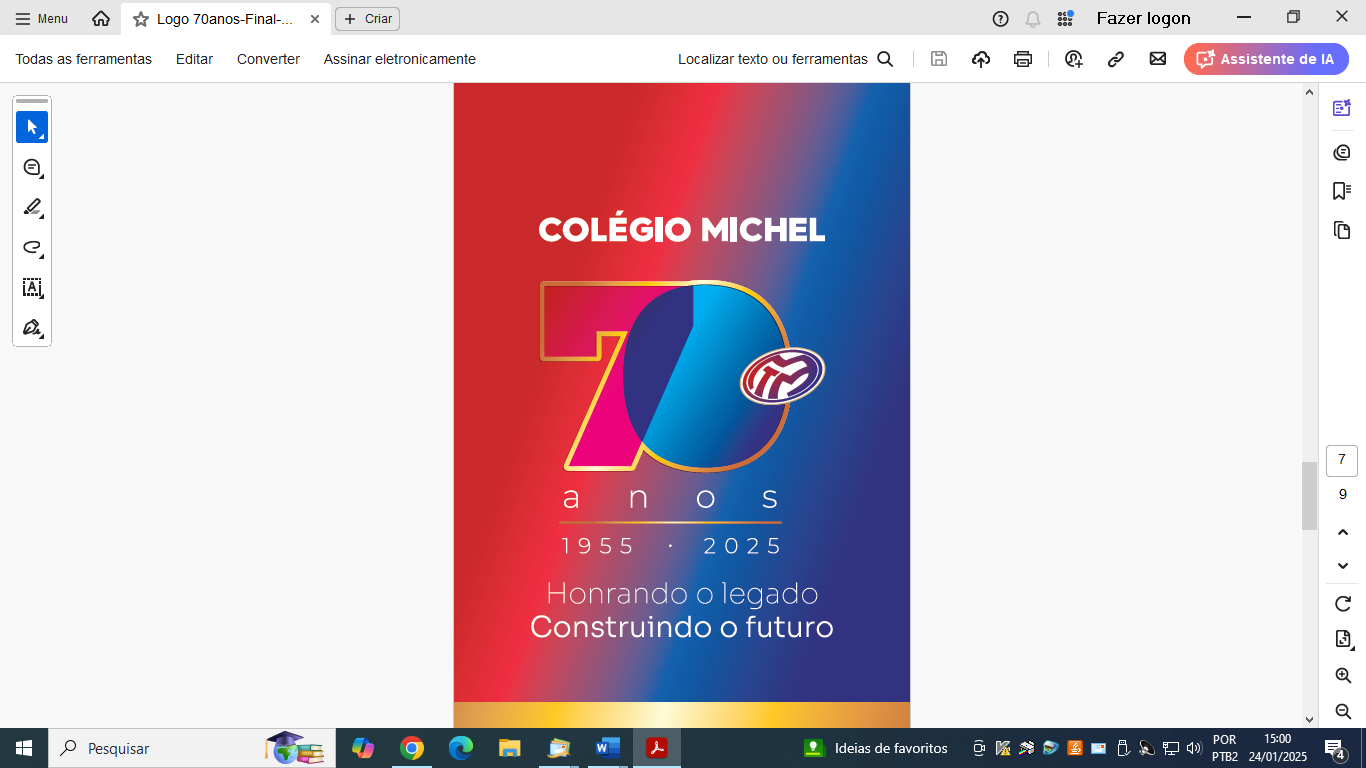 Menu
Logo 70anos-Final-...
Criar
Fazer logon
Todas as ferramentas
Editar
Converter
Assinar eletronicamente
Localizar texto ou ferramentas
Assistente de IA
COLÉGIO MICHEL
70
anos
1955 · 2025
Honrando o legado
Construindo o futuro
7
9
Pesquisar
Ideias de favoritos
POR
PTB2
15:00
24/01/2025
4